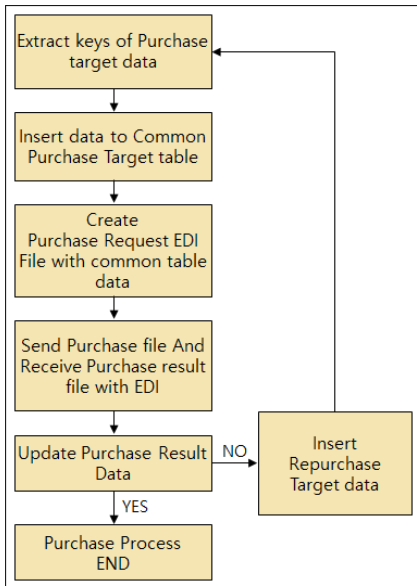 Extract keys of Purchase
target data
Insert data to Common
Purchase Target table
Create
Purchase Request EDI
File with common table
data
Send Purchase file And
Receive Purchase result
file with EDI
Update Purchase Result
Data
NO
Insert
Repurchase
Target data
YES
Purchase Process
END